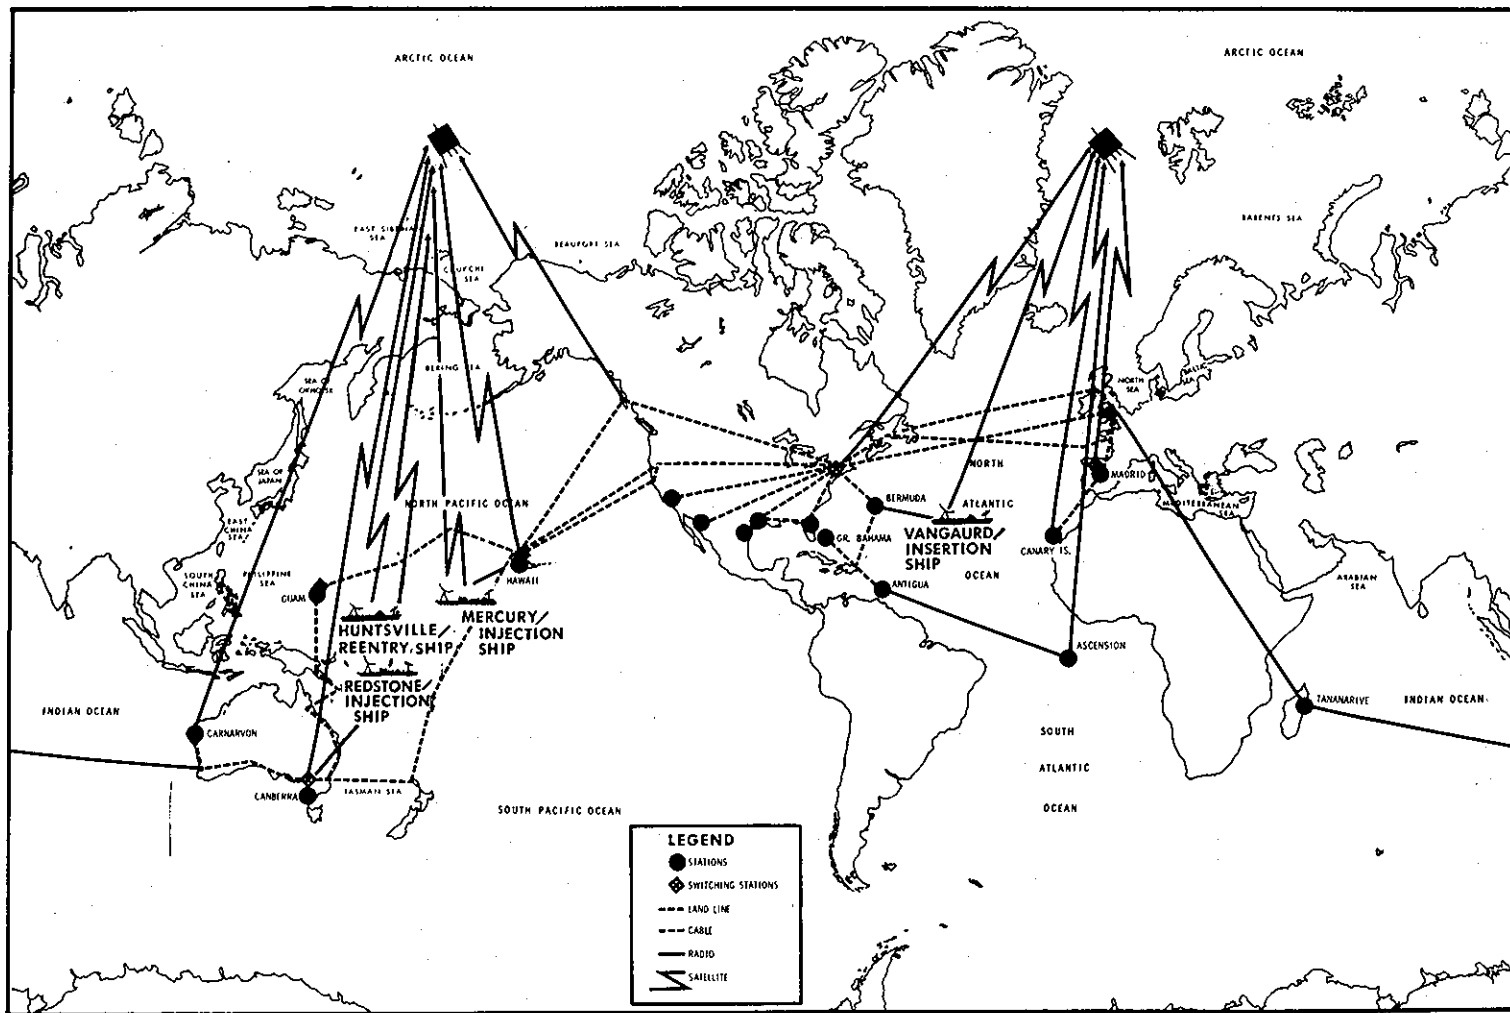 ARCTIC OCEAN
ARCTIC OCEAN
EAST SIBERIA
SEA
BEAUFORT SEA
BARENTS SEA
CHUKCHI
SEA
BERING SEA
SEA OF
OKHOTSK
NORTH
SEA
BALTIC
SEA
SEA OF
JAPAN
NORTH PACIFIC OCEAN
NORTH
ATLANTIC
OCEAN
MADRID
MEDITERRANEAN
SEA
EAST
CHINA
SEA
BERMUDA
GR. BAHAMA
VANGAURD/
INSERTION
SHIP
CANARY IS.
SOUTH
CHINA
SEA
PHILIPPINE
SEA
HAWAII
GUAM
ANTIGUA
ARABIAN
SEA
HUNTSVILLE/
REENTRY SHIP
MERCURY/
INJECTION
SHIP
ASCENSION
REDSTONE/
INJECTION
SHIP
INDIAN OCEAN
TANANARIVE
INDIAN OCEAN
CARNARVON
SOUTH
ATLANTIC
OCEAN
CANBERRA
TASMAN SEA
SOUTH PACIFIC OCEAN
LEGEND
STATIONS
SWITCHING STATIONS
LAND LINE
CABLE
RADIO
SATELLITE